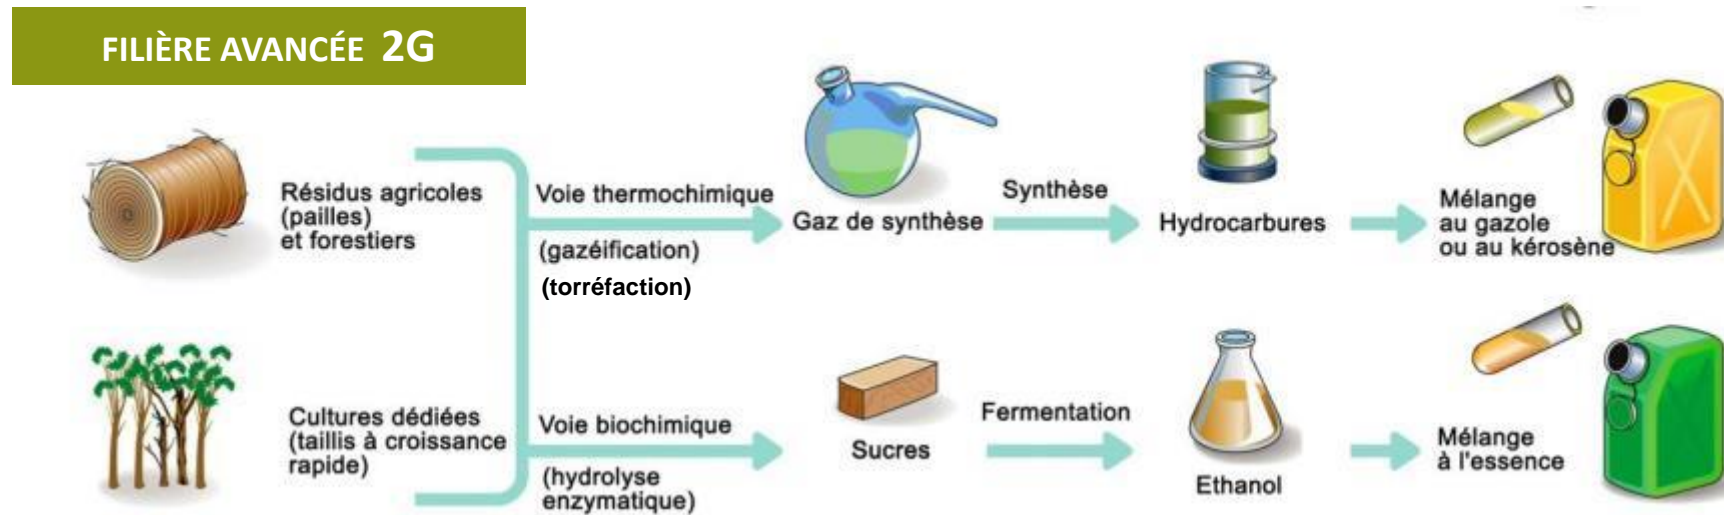 FILIÈRE AVANCÉE 2G
Résidus agricoles
(pailles)
et forestiers
Voie thermochimique
(gazéification)
(torréfaction)
Gaz de synthèse
Synthèse
Hydrocarbures
Mélange
au gazole
ou au kérosène
Cultures dédiées
(taillis à croissance
rapide)
Voie biochimique
(hydrolyse
enzymatique)
Sucres
Fermentation
Ethanol
Mélange
à l'essence